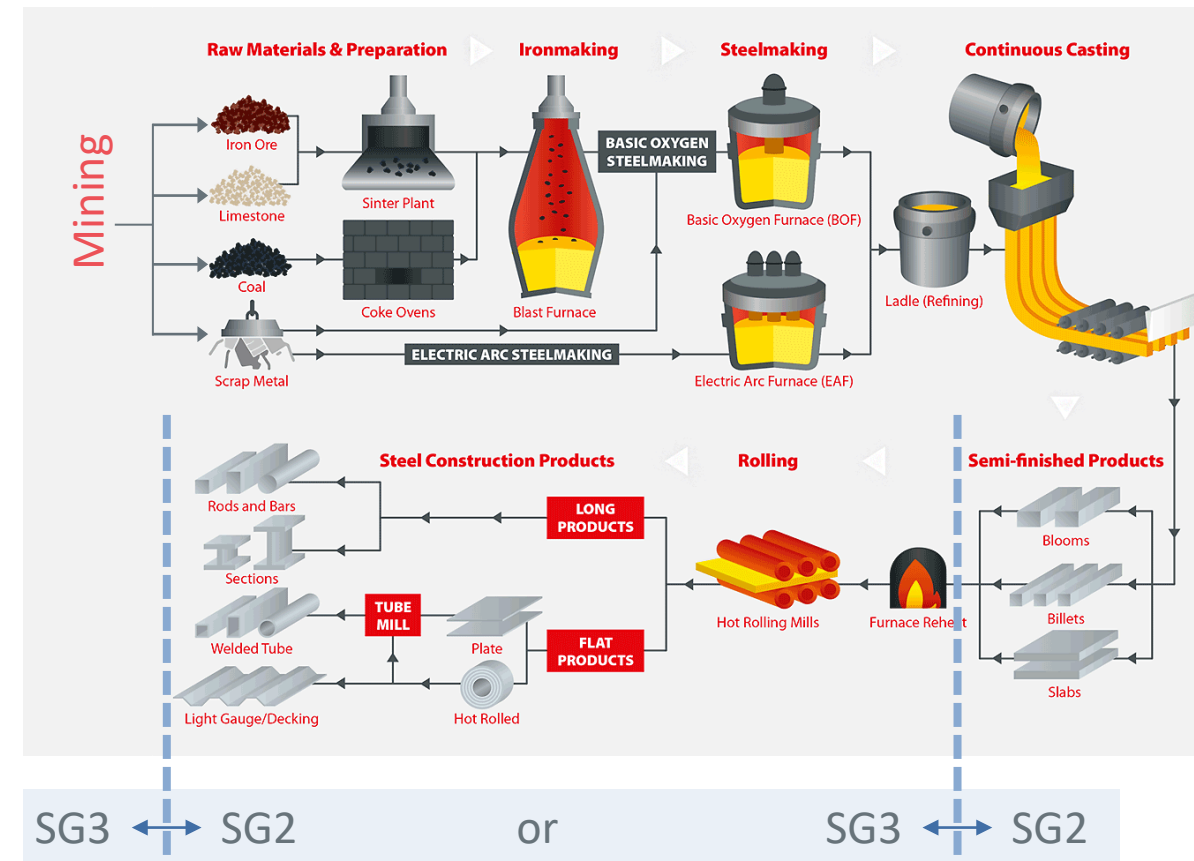 Raw Materials & Preparation
Ironmaking
Steelmaking
Continuous Casting
Mining
Iron Ore
Limestone
Coal
Scrap Metal
Sinter Plant
Coke Ovens
Blast Furnace
BASIC OXYGEN
STEELMAKING
ELECTRIC ARC STEELMAKING
Basic Oxygen Furnace (BOF)
Electric Arc Furnace (EAF)
Ladle (Refining)
Steel Construction Products
Rolling
Semi-finished Products
Rods and Bars
Sections
Welded Tube
Light Gauge/Decking
LONG
PRODUCTS
TUBE
MILL
Plate
FLAT
PRODUCTS
Hot Rolled
Hot Rolling Mills
Furnace Reheat
Blooms
Billets
Slabs
SG3 SG2 or SG3 SG2